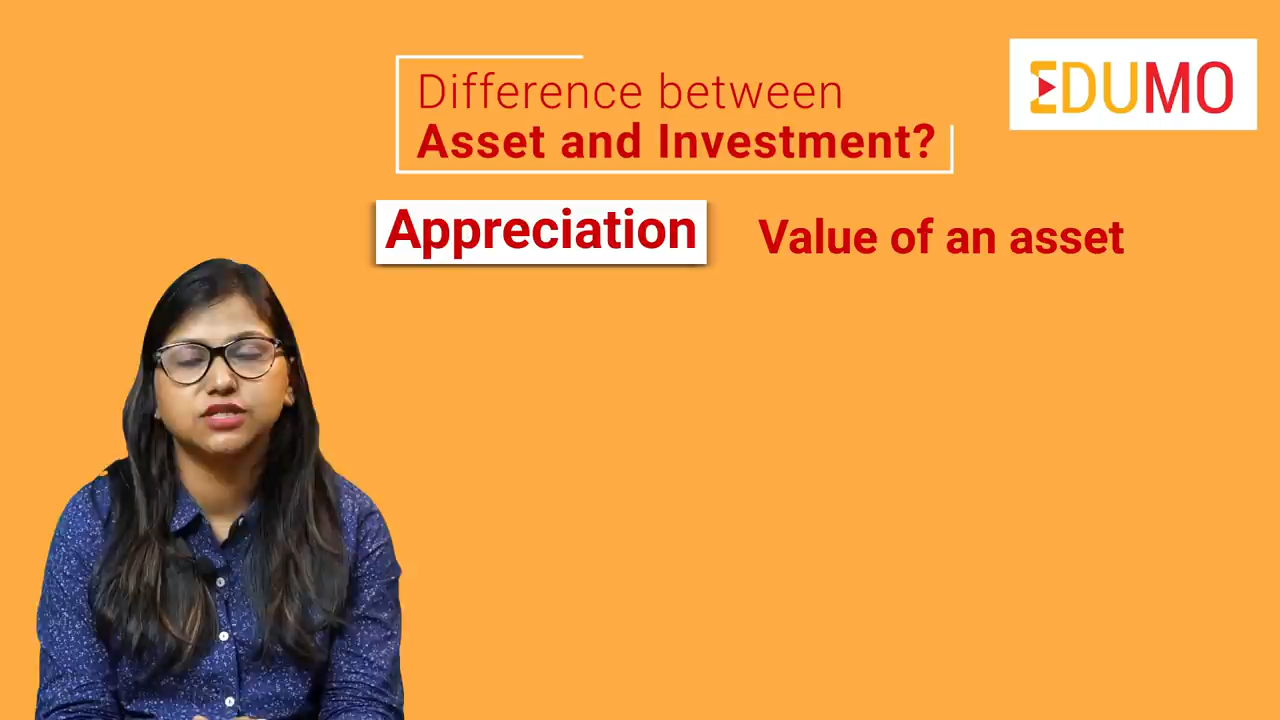 EDUMO
Difference between
Asset and Investment?
Appreciation
Value of an asset